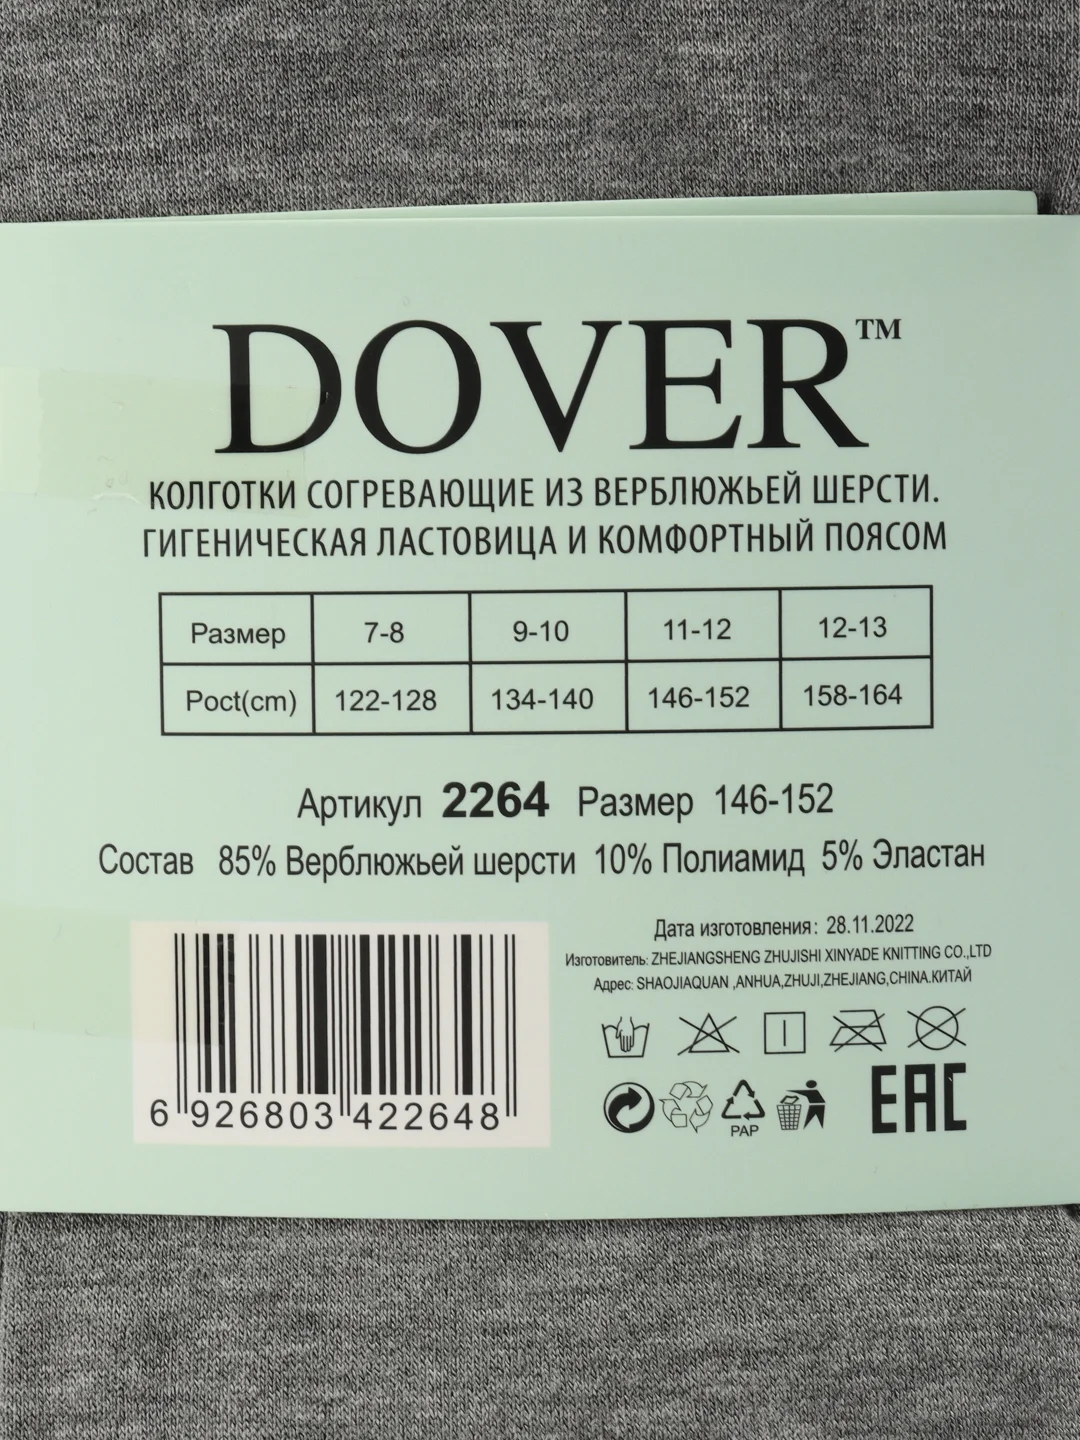 DOVER™
КОЛГОТКИ СОГРЕВАЮЩИЕ ИЗ ВЕРБЛЮЖЬЕЙ ШЕРСТИ.
ГИГЕНИЧЕСКАЯ ЛАСТОВИЦА И КОМФОРТНЫЙ ПОЯСОМ
Размер 7-8 9-10 11-12 12-13
Рост(cm) 122-128 134-140 146-152 158-164
Артикул 2264 Размер 146-152
Состав 85% Верблюжьей шерсти 10% Полиамид 5% Эластан
Дата изготовления: 28.11.2022
Изготовитель: ZHEJIANGSHENG ZHUJISHI XINYADE KNITTING CO.,LTD
Адрес: SHAOJIAQUAN ,ANHUA,ZHUJI,ZHEJIANG,CHINA.КИТАЙ
6 926803 422648
PAP
EAC